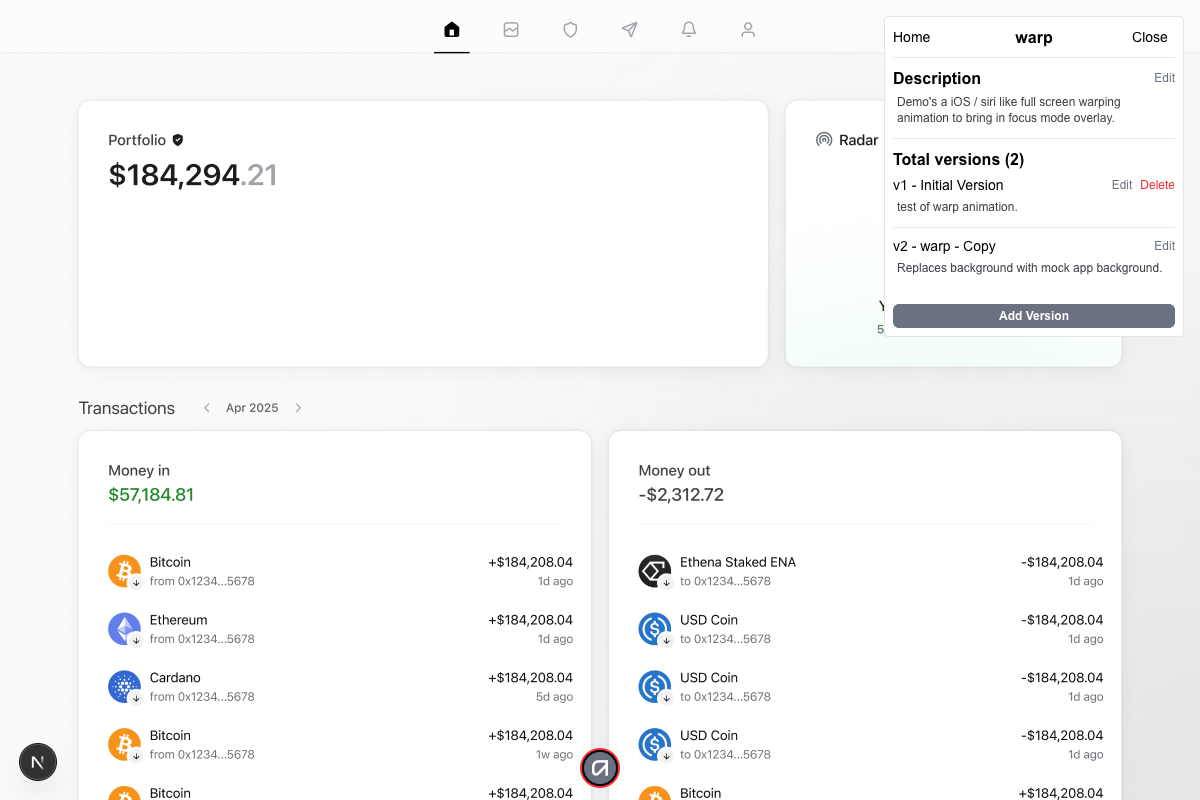 Home
warp
Close
Description
Edit
Demo's a iOS / siri like full screen warping
animation to bring in focus mode overlay.
Total versions (2)
v1 - Initial Version
Edit
Delete
test of warp animation.
v2 - warp - Copy
Edit
Replaces background with mock app background.
Add Version
Portfolio
$184,294.21
Radar
Transactions
Apr 2025
Money in
$57,184.81
Bitcoin
+$184,208.04
from 0x1234...5678
1d ago
Ethereum
+$184,208.04
from 0x1234...5678
1d ago
Cardano
+$184,208.04
from 0x1234...5678
5d ago
Bitcoin
+$184,208.04
from 0x1234...5678
1w ago
Bitcoin
+$184,208.04
Money out
-$2,312.72
Ethena Staked ENA
-$184,208.04
to 0x1234...5678
1d ago
USD Coin
-$184,208.04
to 0x1234...5678
1d ago
USD Coin
-$184,208.04
to 0x1234...5678
1d ago
USD Coin
-$184,208.04
to 0x1234...5678
1d ago
Bitcoin
+$184,208.04
N